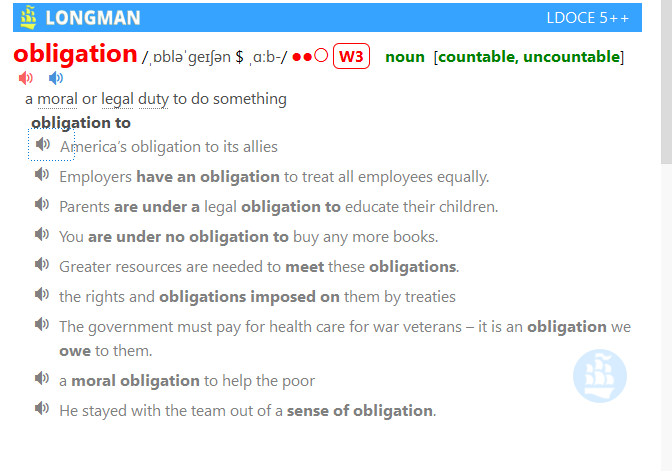 LONGMAN LDOCE 5++
obligation /ˌɒbləˈɡeɪʃən $ ˌɑːb-/ ●●○ W3 noun [countable, uncountable]
a moral or legal duty to do something
obligation to
America’s obligation to its allies
Employers have an obligation to treat all employees equally.
Parents are under a legal obligation to educate their children.
You are under no obligation to buy any more books.
Greater resources are needed to meet these obligations.
the rights and obligations imposed on them by treaties
The government must pay for health care for war veterans – it is an obligation we
owe to them.
a moral obligation to help the poor
He stayed with the team out of a sense of obligation.